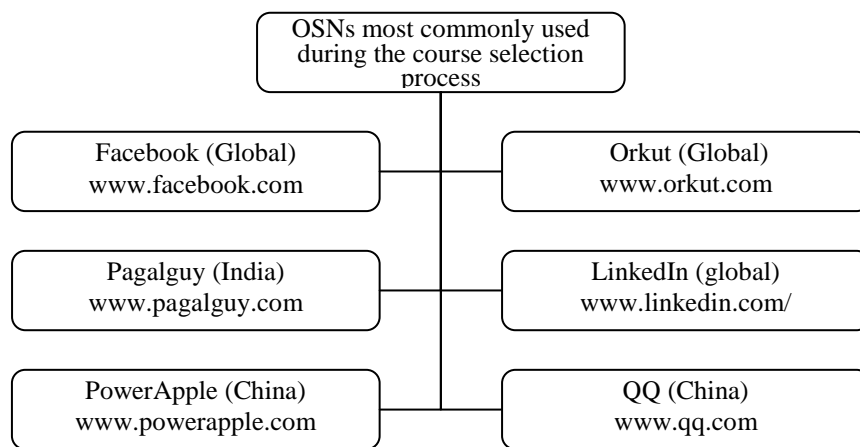 OSNs most commonly used
during the course selection
process
Facebook (Global)
www.facebook.com
Orkut (Global)
www.orkut.com
Pagalguy (India)
www.pagalguy.com
LinkedIn (global)
www.linkedin.com/
PowerApple (China)
www.powerapple.com
QQ (China)
www.qq.com